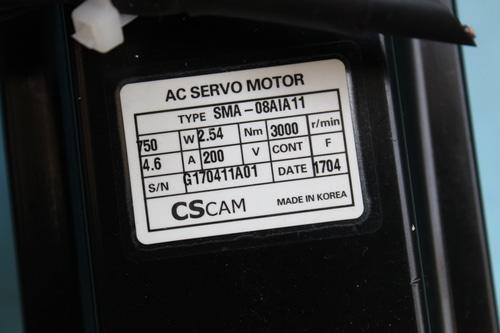 AC SERVO MOTOR
TYPE SMA-08AIA11
750 W 2.54 Nm 3000 r/min
4.6 A 200 V CONT F
S/N G170411A01 DATE 1704
CSCAM MADE IN KOREA